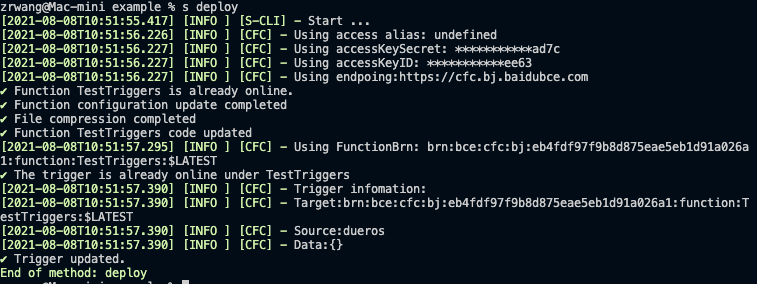 zrwang@Mac-mini example % s deploy
[2021-08-08T10:51:55.417] [INFO ] [S-CLI] - Start ...
[2021-08-08T10:51:56.226] [INFO ] [CFC] - Using access alias: undefined
[2021-08-08T10:51:56.227] [INFO ] [CFC] - Using accessKeySecret: ************ad7c
[2021-08-08T10:51:56.227] [INFO ] [CFC] - Using accessKeyID: ************ee63
[2021-08-08T10:51:56.227] [INFO ] [CFC] - Using endpoing:https://cfc.bj.baidubce.com
✔ Function TestTriggers is already online.
✔ Function configuration update completed
✔ File compression completed
✔ Function TestTriggers code updated
[2021-08-08T10:51:57.295] [INFO ] [CFC] - Using FunctionBrn: brn:bce:cfc:bj:eb4fdf97f9b8d875eae5eb1d91a026a
1:function:TestTriggers:$LATEST
✔ The trigger is already online under TestTriggers
[2021-08-08T10:51:57.390] [INFO ] [CFC] - Trigger infomation:
[2021-08-08T10:51:57.390] [INFO ] [CFC] - Target:brn:bce:cfc:bj:eb4fdf97f9b8d875eae5eb1d91a026a1:function:T
estTriggers:$LATEST
[2021-08-08T10:51:57.390] [INFO ] [CFC] - Source:dueros
[2021-08-08T10:51:57.390] [INFO ] [CFC] - Data:{}
✔ Trigger updated.
End of method: deploy